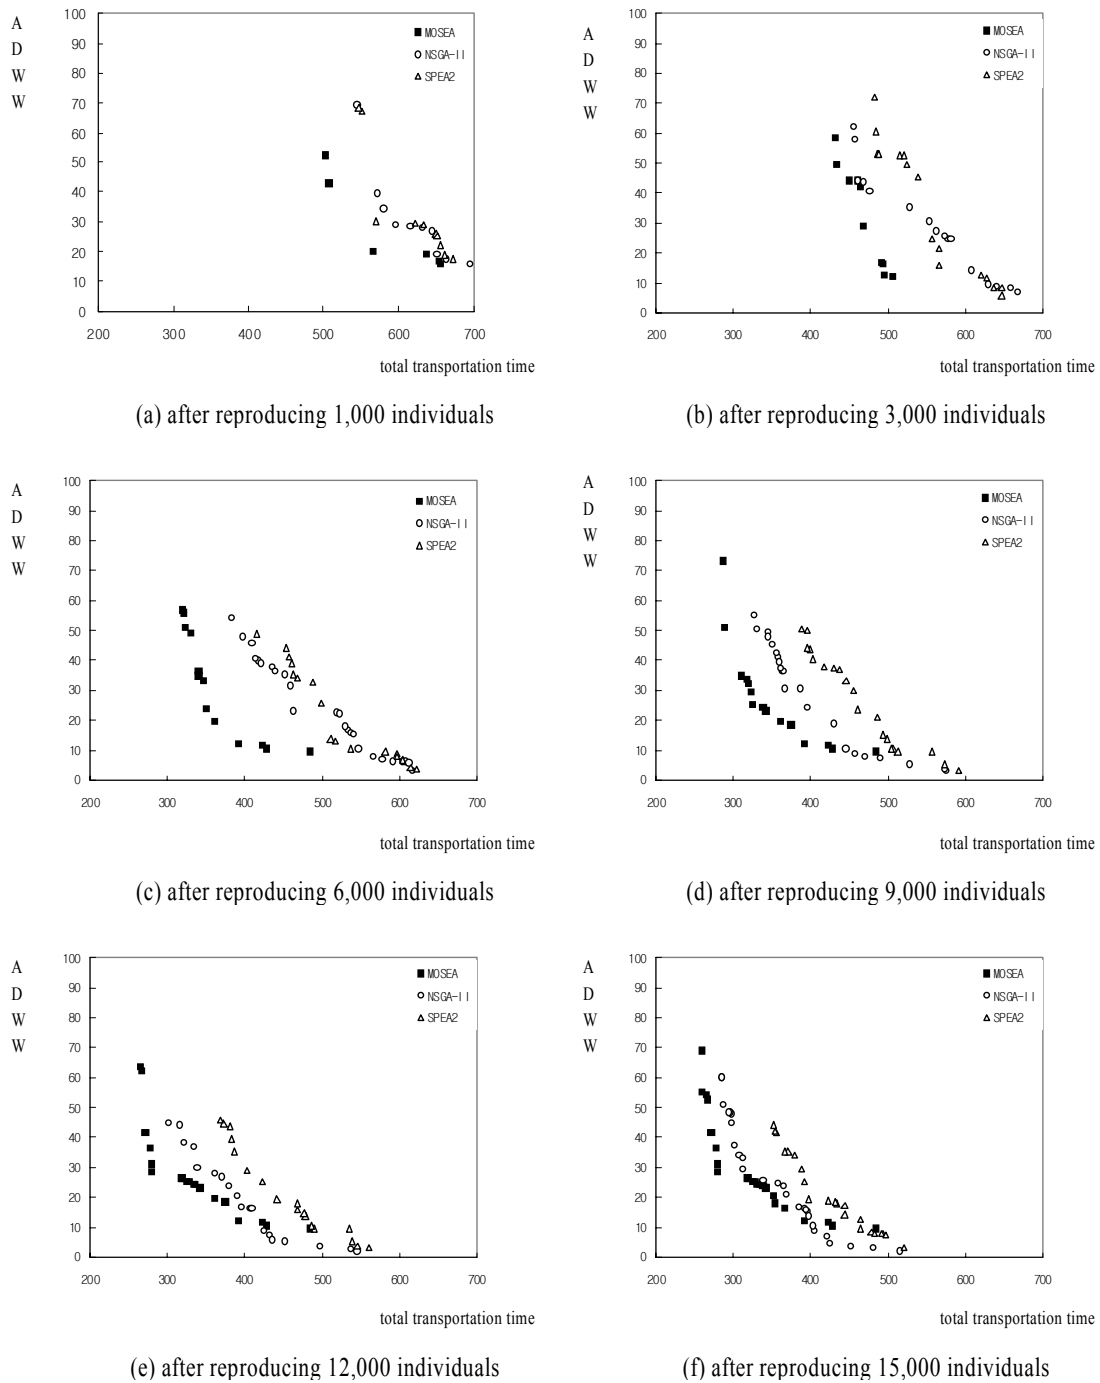 A
D
W
W
100
90
80
70
60
50
40
30
20
10
0
200 300 400 500 600 700
MOSEA
NSGA-II
SPEA2
total transportation time
(a) after reproducing 1,000 individuals
A
D
W
W
100
90
80
70
60
50
40
30
20
10
0
200 300 400 500 600 700
MOSEA
NSGA-II
SPEA2
total transportation time
(b) after reproducing 3,000 individuals
A
D
W
W
100
90
80
70
60
50
40
30
20
10
0
200 300 400 500 600 700
MOSEA
NSGA-II
SPEA2
total transportation time
(c) after reproducing 6,000 individuals
A
D
W
W
100
90
80
70
60
50
40
30
20
10
0
200 300 400 500 600 700
MOSEA
NSGA-II
SPEA2
total transportation time
(d) after reproducing 9,000 individuals
A
D
W
W
100
90
80
70
60
50
40
30
20
10
0
200 300 400 500 600 700
MOSEA
NSGA-II
SPEA2
total transportation time
(e) after reproducing 12,000 individuals
A
D
W
W
100
90
80
70
60
50
40
30
20
10
0
200 300 400 500 600 700
MOSEA
NSGA-II
SPEA2
total transportation time
(f) after reproducing 15,000 individuals